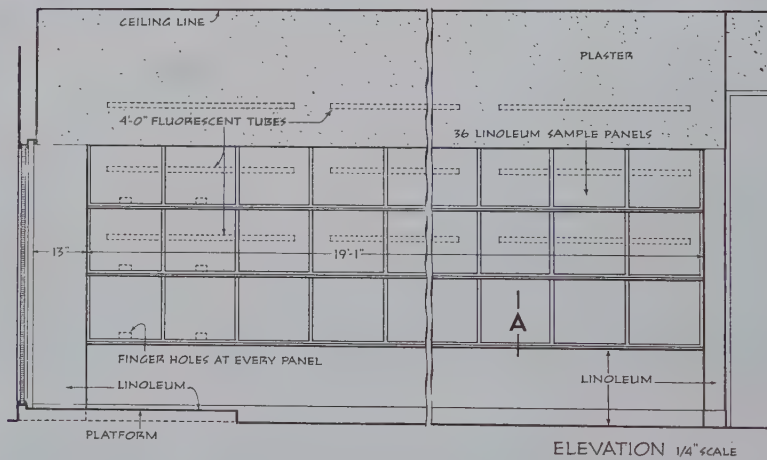 CEILING LINE
PLASTER
4'-0" FLUORESCENT TUBES
36 LINOLEUM SAMPLE PANELS
13"
19'-1"
A
FINGER HOLES AT EVERY PANEL
LINOLEUM
LINOLEUM
PLATFORM
ELEVATION 1/4" SCALE